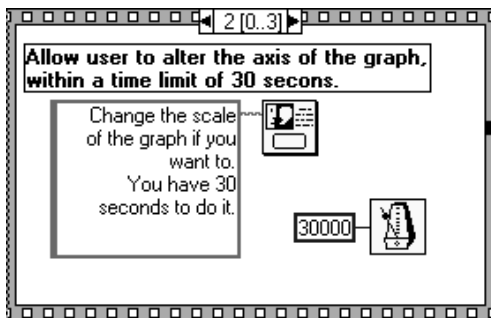 2 [0..3]
Allow user to alter the axis of the graph,
within a time limit of 30 secons.
Change the scale
of the graph if you
want to.
You have 30
seconds to do it.
30000